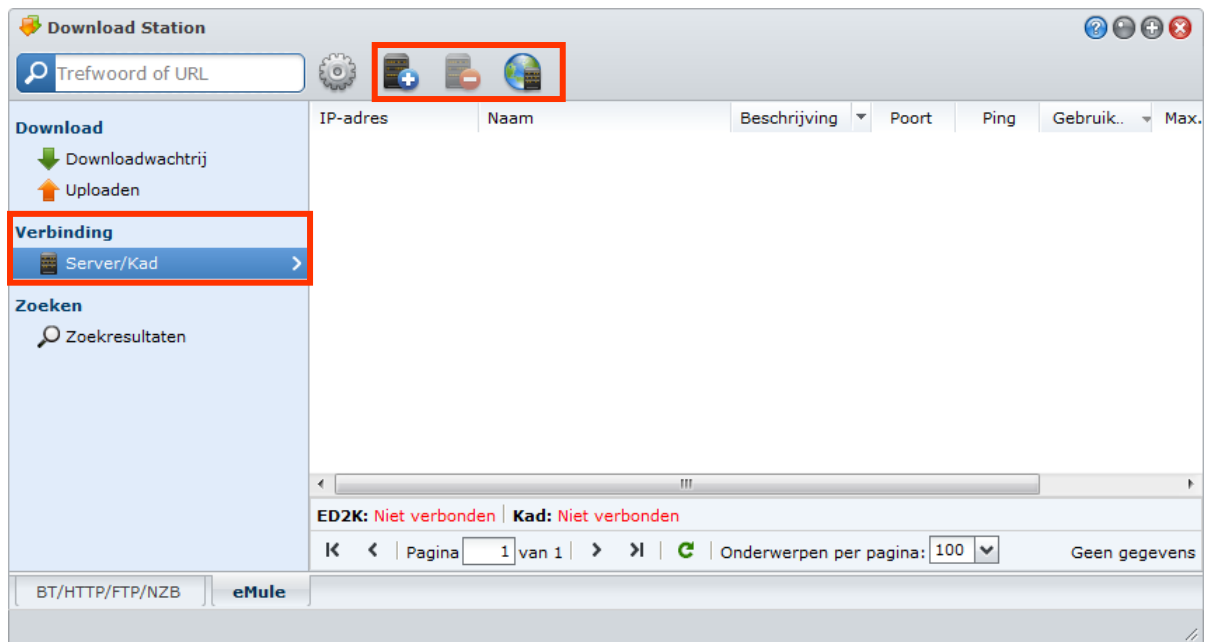 Download Station
Trefwoord of URL
Download
Downloadwachtrij
Uploaden
Verbinding
Server/Kad
Zoeken
Zoekresultaten
IP-adres Naam Beschrijving Poort Ping Gebruik.. Max.
ED2K: Niet verbonden Kad: Niet verbonden
Pagina 1 van 1 Onderwerpen per pagina: 100 Geen gegevens
BT/HTTP/FTP/NZB eMule